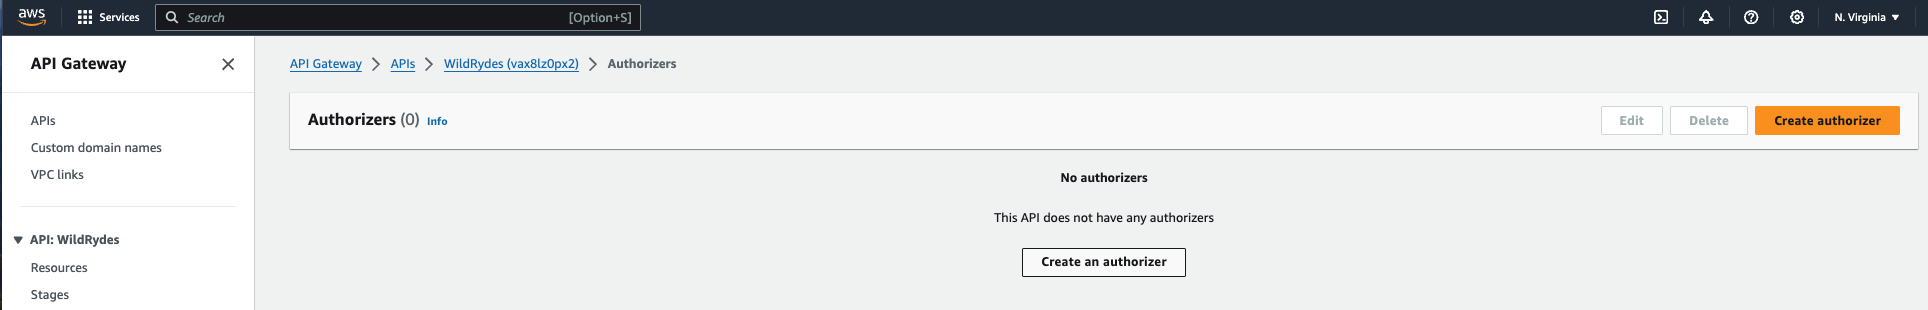 aws Services Search [Option+S] N. Virginia
API Gateway
APIs
Custom domain names
VPC links
API: WildRydes
Resources
Stages
API Gateway APIs WildRydes (vax8lz0px2) Authorizers
Authorizers (0) Info Edit Delete Create authorizer
No authorizers
This API does not have any authorizers
Create an authorizer